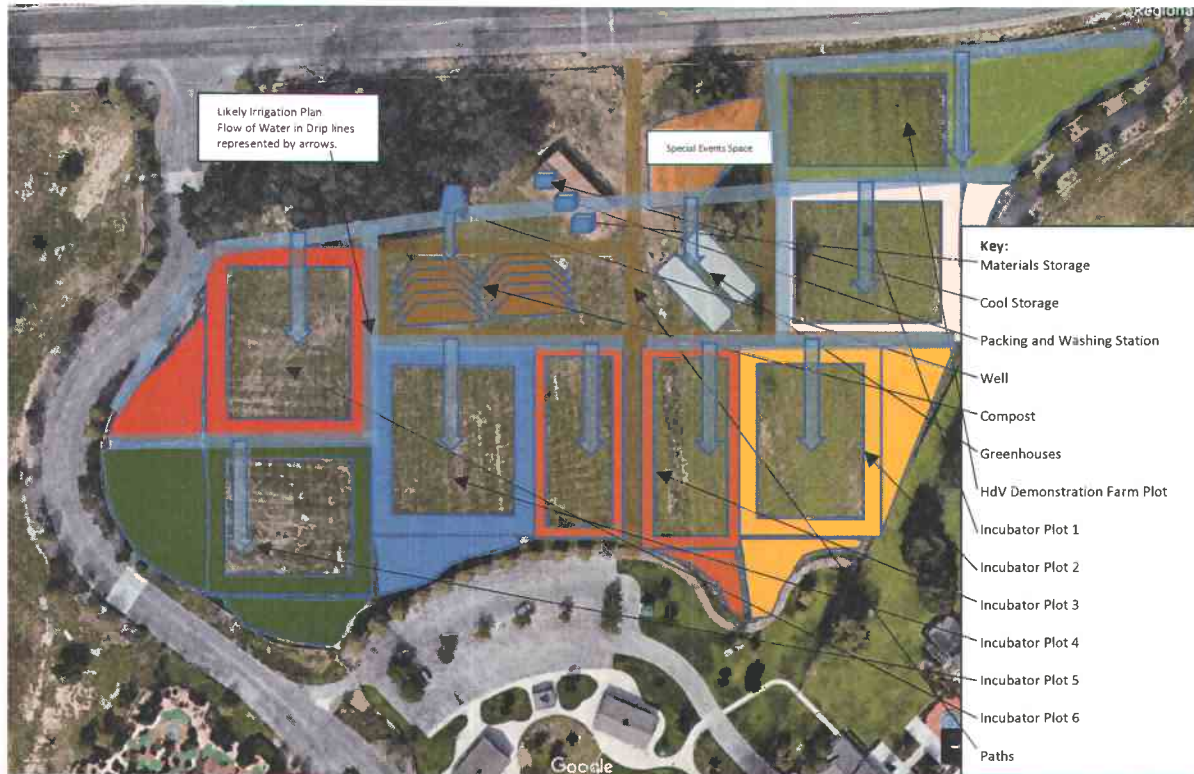 Regional
Likely Irrigation Plan
Flow of Water in Drip lines
represented by arrows.
Special Events Space
Key:
Materials Storage
Cool Storage
Packing and Washing Station
Well
Compost
Greenhouses
HdV Demonstration Farm Plot
Incubator Plot 1
Incubator Plot 2
Incubator Plot 3
Incubator Plot 4
Incubator Plot 5
Incubator Plot 6
Paths
Google